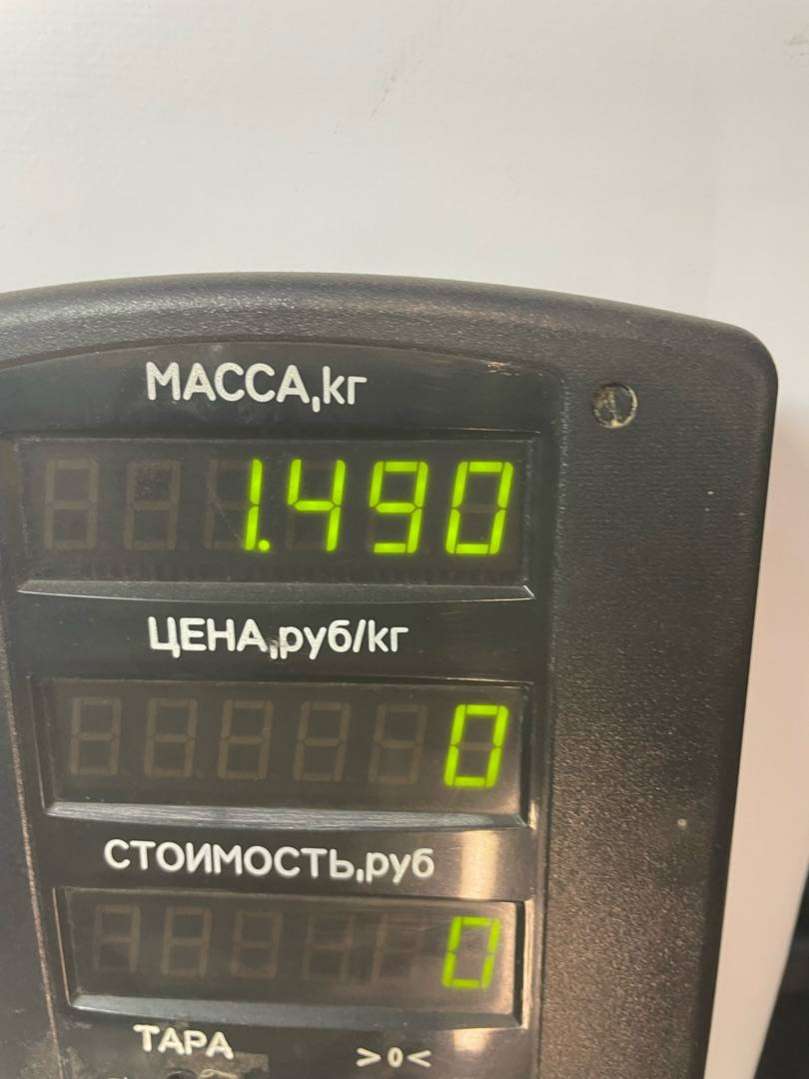 МАССА,кг
1.490
ЦЕНА,руб/кг
0
СТОИМОСТЬ,руб
0
ТАРА >0<